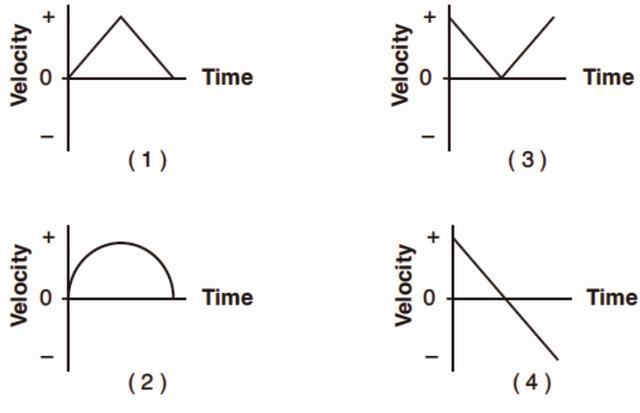 Velocity
+
0
−
Time
(1)
Velocity
+
0
−
Time
(3)
Velocity
+
0
−
Time
(2)
Velocity
+
0
−
Time
(4)